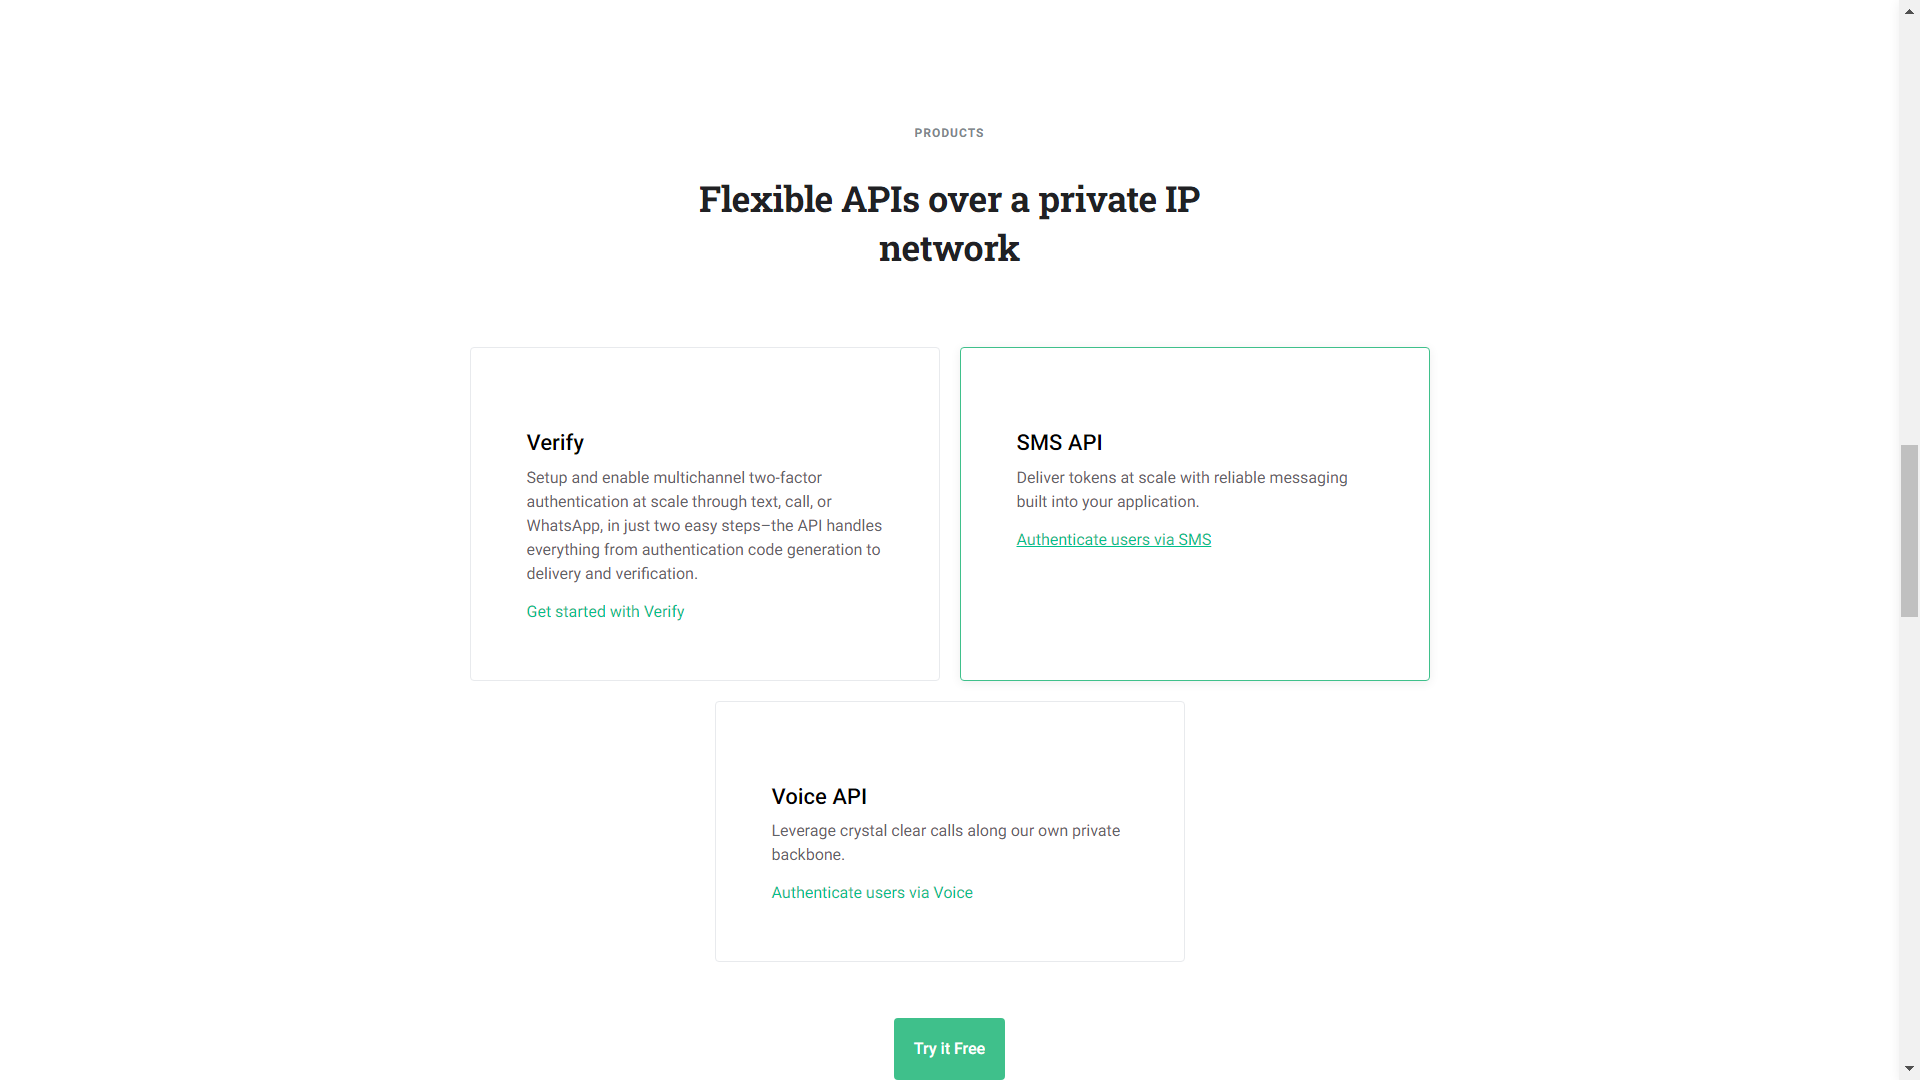 PRODUCTS
Flexible APIs over a private IP
network
Verify
Setup and enable multichannel two-factor
authentication at scale through text, call, or
WhatsApp, in just two easy steps–the API handles
everything from authentication code generation to
delivery and verification.
Get started with Verify
SMS API
Deliver tokens at scale with reliable messaging
built into your application.
Authenticate users via SMS
Voice API
Leverage crystal clear calls along our own private
backbone.
Authenticate users via Voice
Try it Free